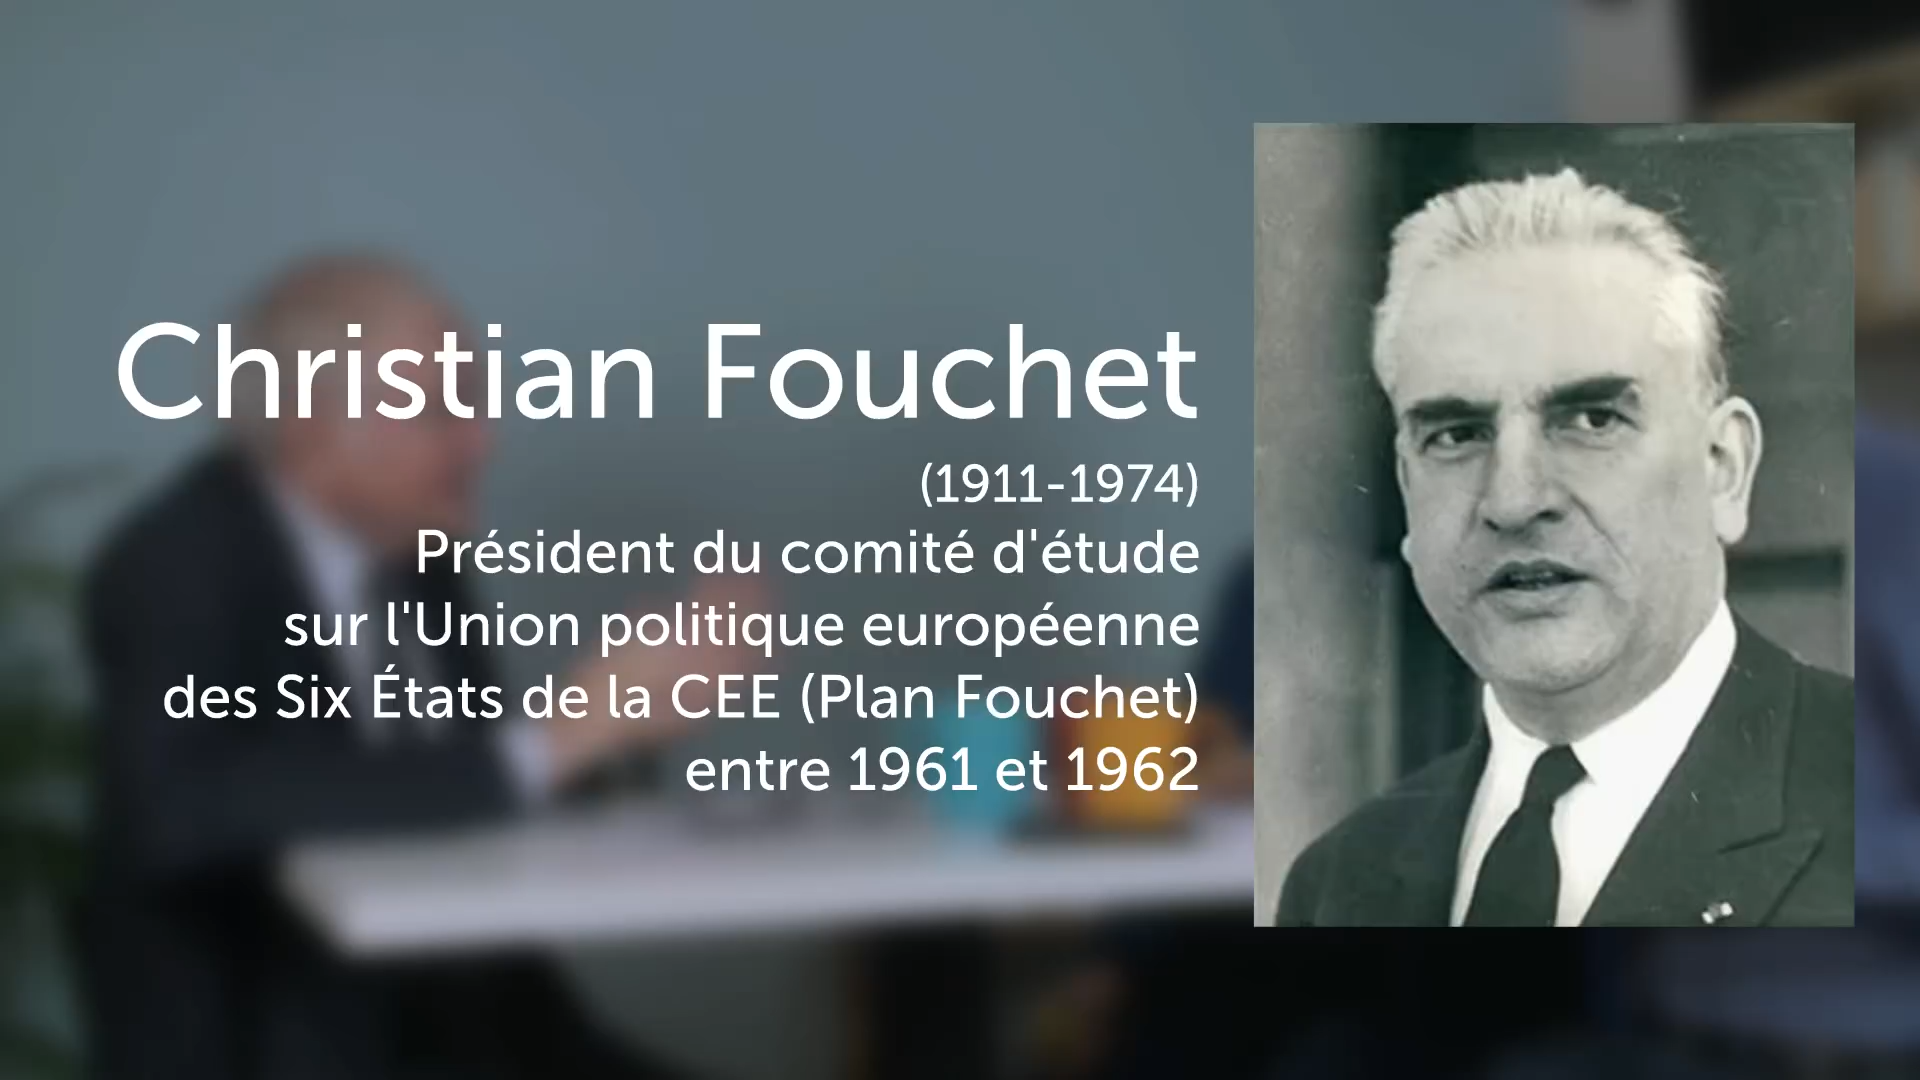 Christian Fouchet
(1911-1974)
Président du comité d'étude
sur l'Union politique européenne
des Six États de la CEE (Plan Fouchet)
entre 1961 et 1962